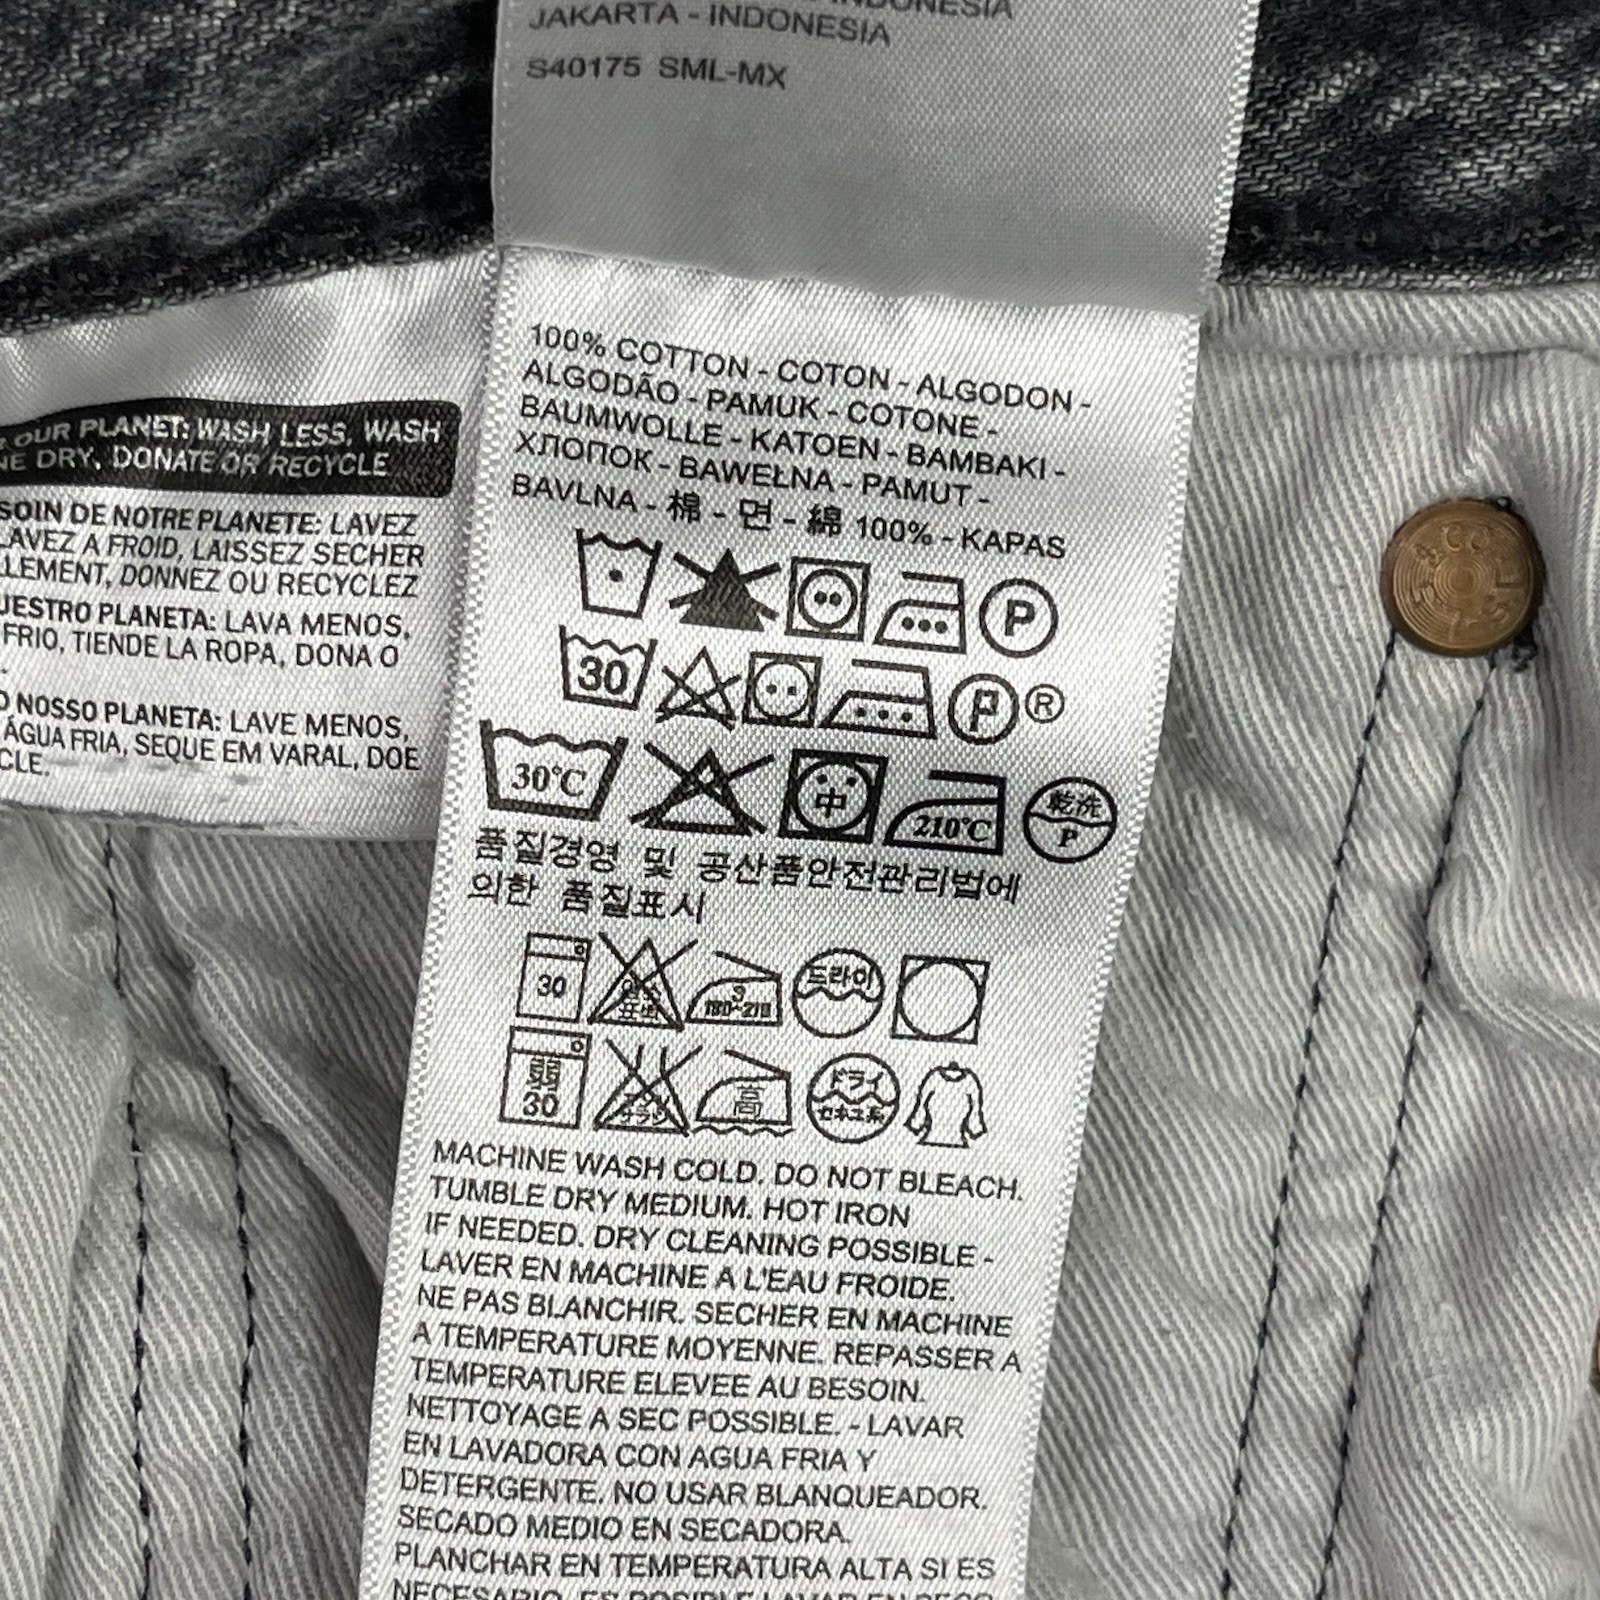 INDONESIA
JAKARTA - INDONESIA
S40175 SML-MX
OUR PLANET: WASH LESS, WASH
DRY, DONATE OR RECYCLE
SOIN DE NOTRE PLANETE: LAVEZ
LAVEZ A FROID, LAISSEZ SECHER
DONNEZ OU RECYCLEZ
PLANETA: LAVA MENOS,
FRIO, TIENDE LA ROPA, DONA O
NOSSO PLANETA: LAVE MENOS,
ÁGUA FRIA, SEQUE EM VARAL, DOE
100% COTTON - COTON - ALGODON -
ALGODÃO - PAMUK - COTONE -
BAUMWOLLE - KATOEN - BAMBAKI -
ХЛОПОК - BAWEŁNA - PAMUT -
BAVLNA - 棉 - 면 - 綿 100% - KAPAS
P
30 P ®
30℃ 中 210℃ 乾洗 P
품질경영 및 공산품안전관리법에
의한 품질표시
30 3 180~210 드라이
弱 30 高 ドライ
MACHINE WASH COLD. DO NOT BLEACH.
TUMBLE DRY MEDIUM. HOT IRON
IF NEEDED. DRY CLEANING POSSIBLE -
LAVER EN MACHINE A L'EAU FROIDE.
NE PAS BLANCHIR. SECHER EN MACHINE
A TEMPERATURE MOYENNE. REPASSER A
TEMPERATURE ELEVEE AU BESOIN.
NETTOYAGE A SEC POSSIBLE. - LAVAR
EN LAVADORA CON AGUA FRIA Y
DETERGENTE. NO USAR BLANQUEADOR.
SECADO MEDIO EN SECADORA.
PLANCHAR EN TEMPERATURA ALTA SI ES